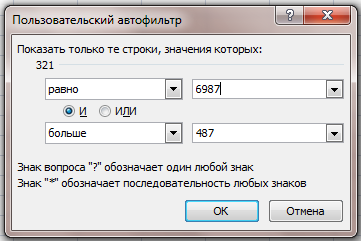 Пользовательский автофильтр
Показать только те строки, значения которых:
321
равно 6987
И ИЛИ
больше 487
Знак вопроса "?" обозначает один любой знак
Знак "*" обозначает последовательность любых знаков
ОК Отмена